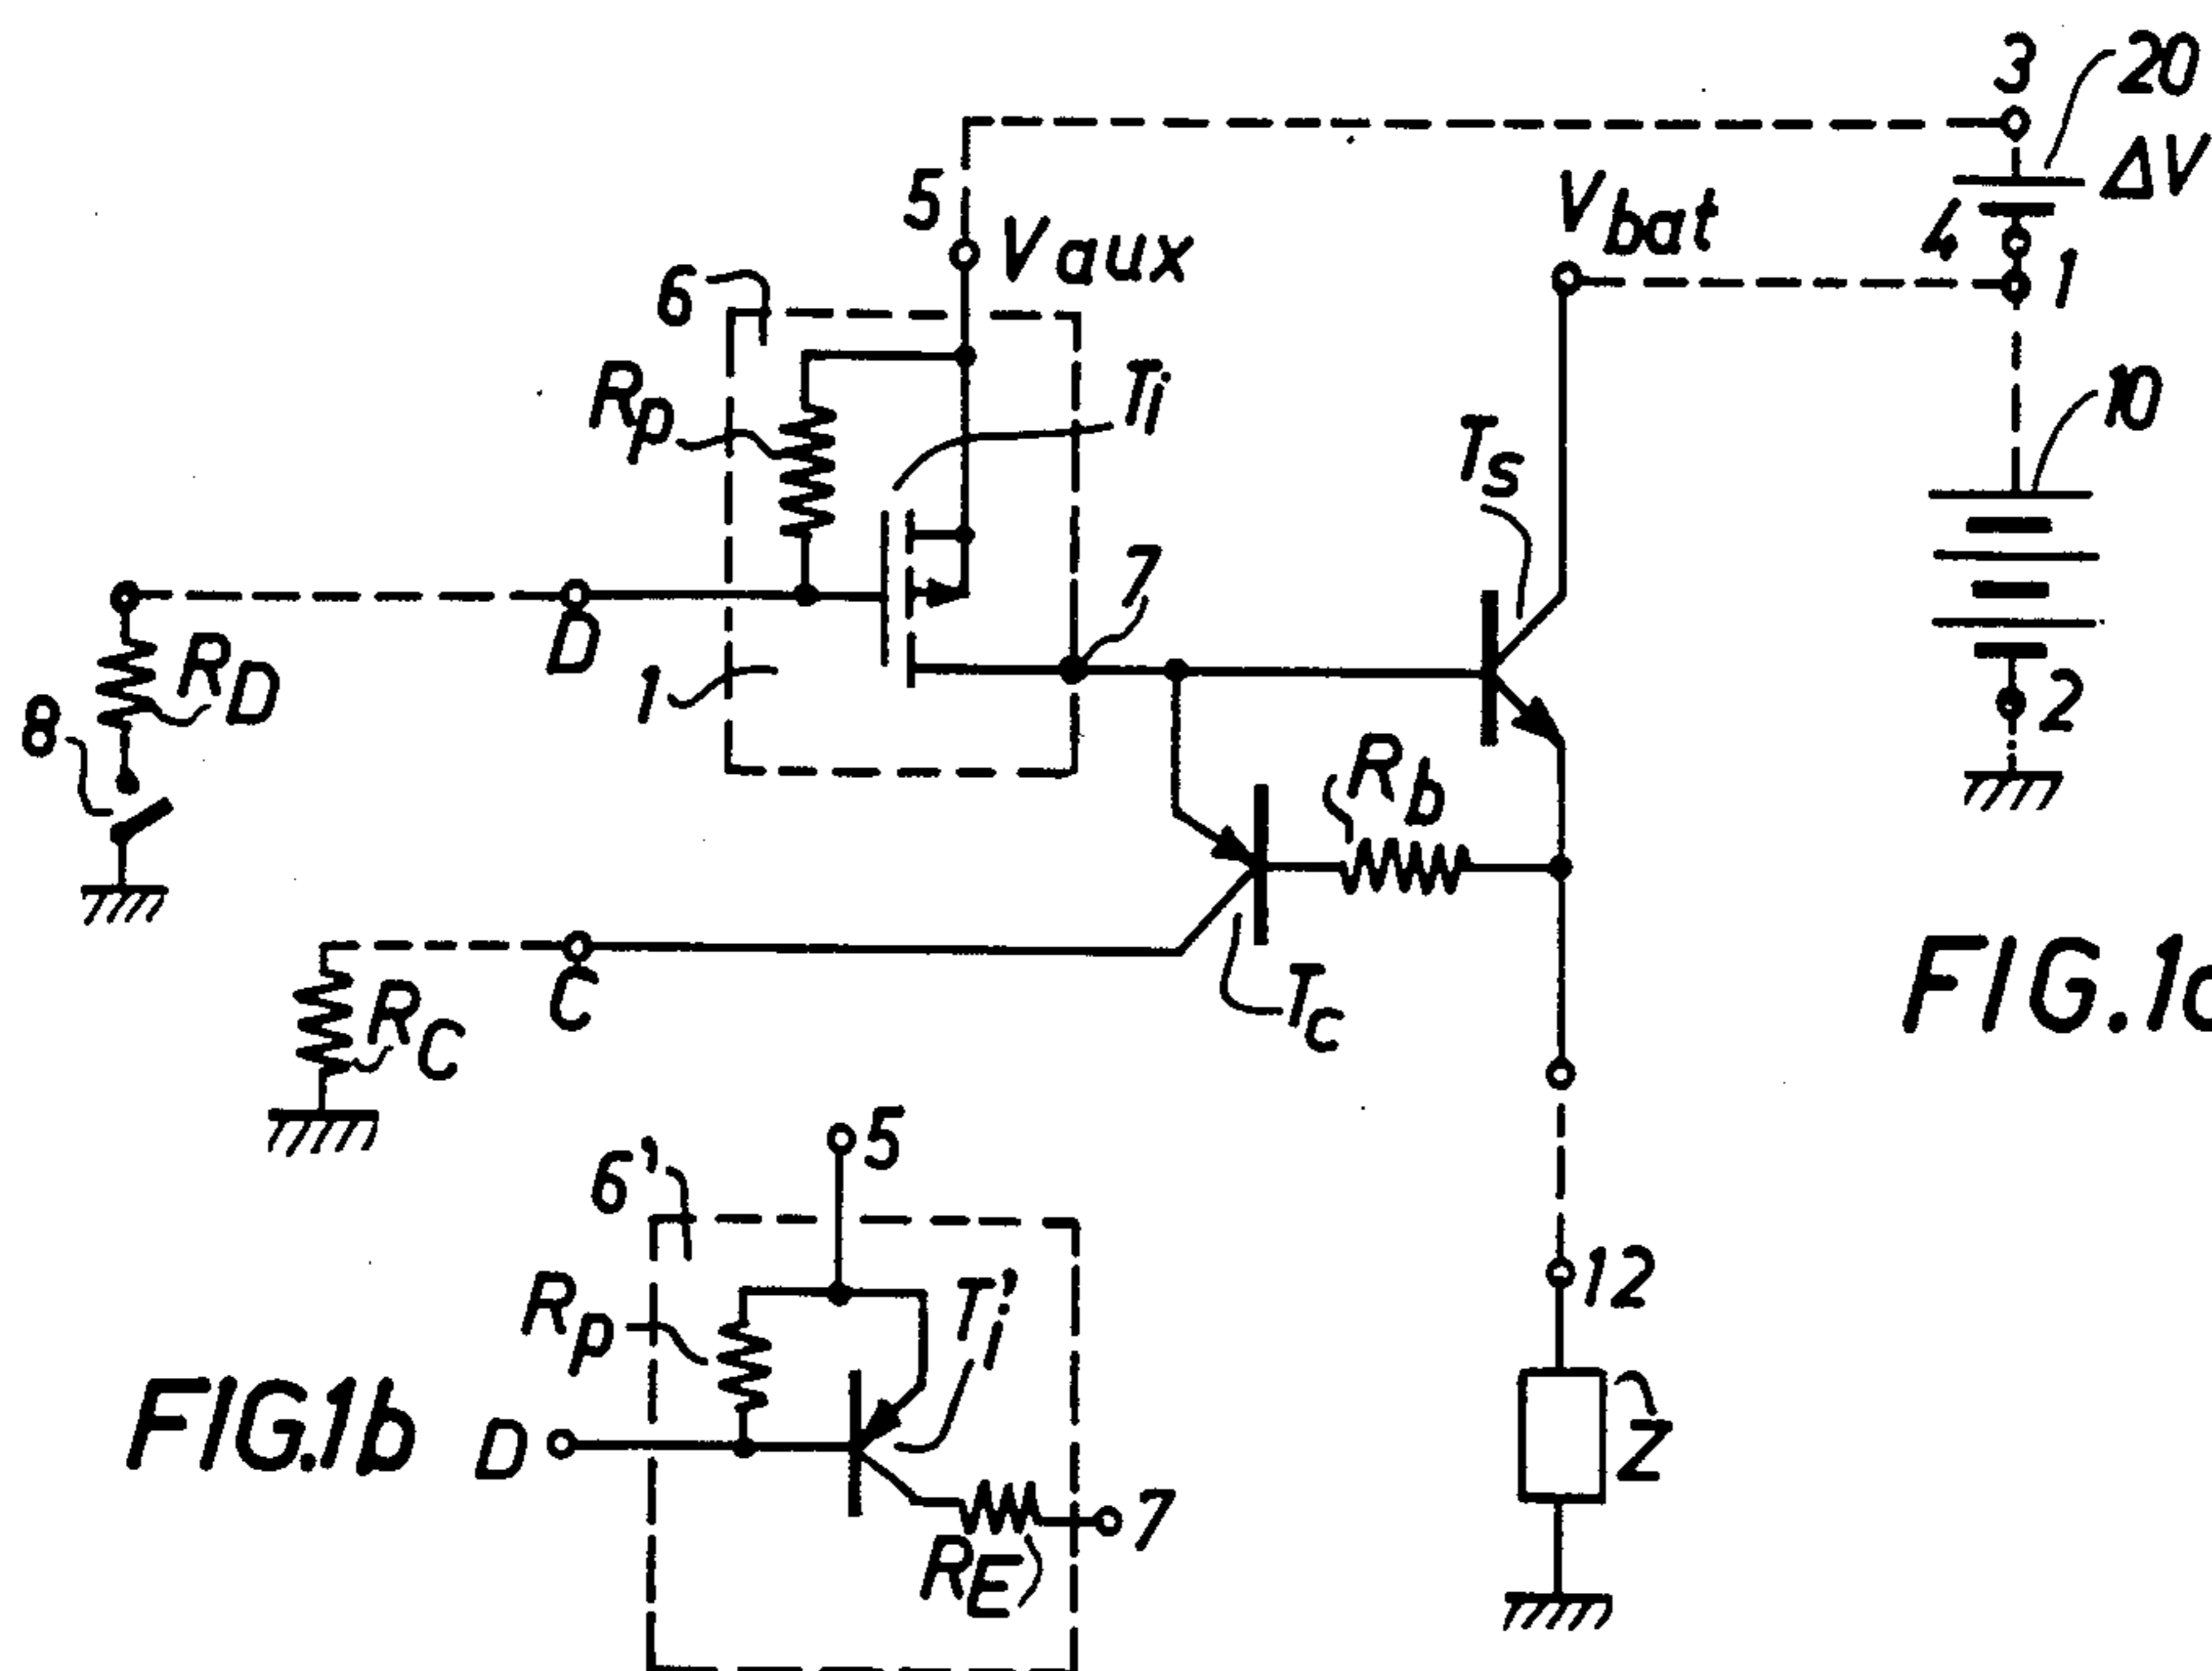 3
20
ΔV
4
1
5
Vaux
Vbat
6
Rp
Ti
Ts
10
7
D
RD
8
1
2
Rb
C
RC
Tc
FIG.1a
5
6'
Rp
Ti'
12
FIG.1b
D
RE
7
Z